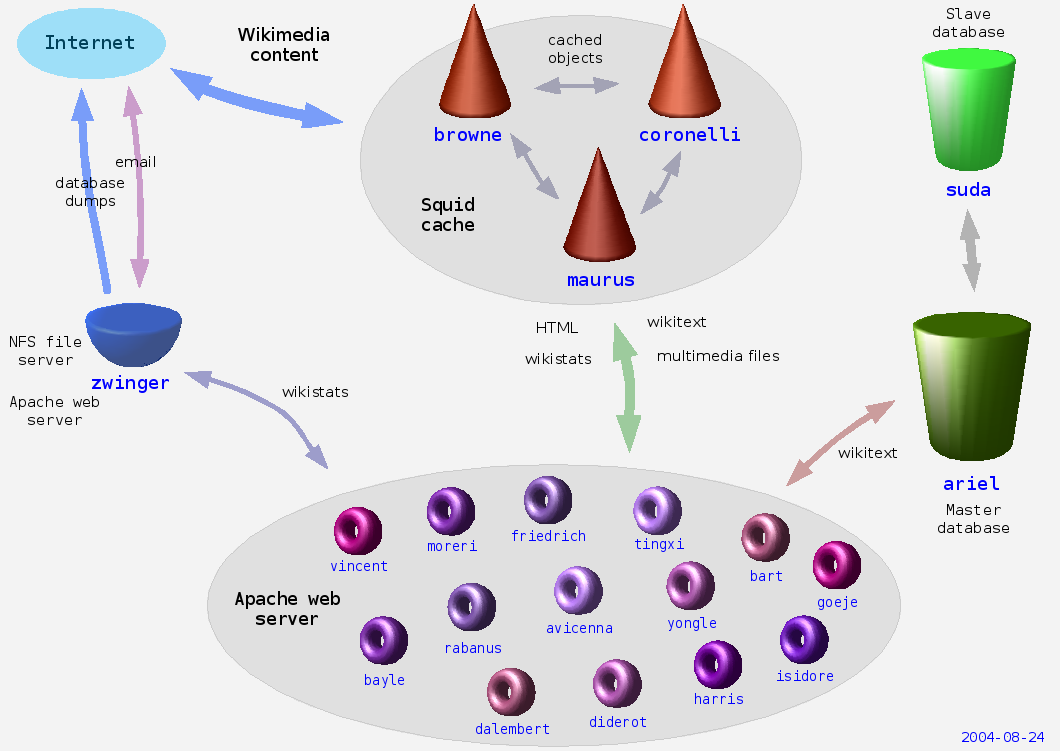 Internet
Wikimedia
content
cached
objects
Slave
database
browne
coronelli
email
database
dumps
suda
Squid
cache
maurus
HTML
wikitext
wikistats
multimedia files
NFS file
server
zwinger
Apache web
server
wikistats
wikitext
ariel
Master
database
vincent
moreri
friedrich
tingxi
bart
goeje
Apache web
server
rabanus
avicenna
yongle
bayle
isidore
harris
dalembert
diderot
2004-08-24